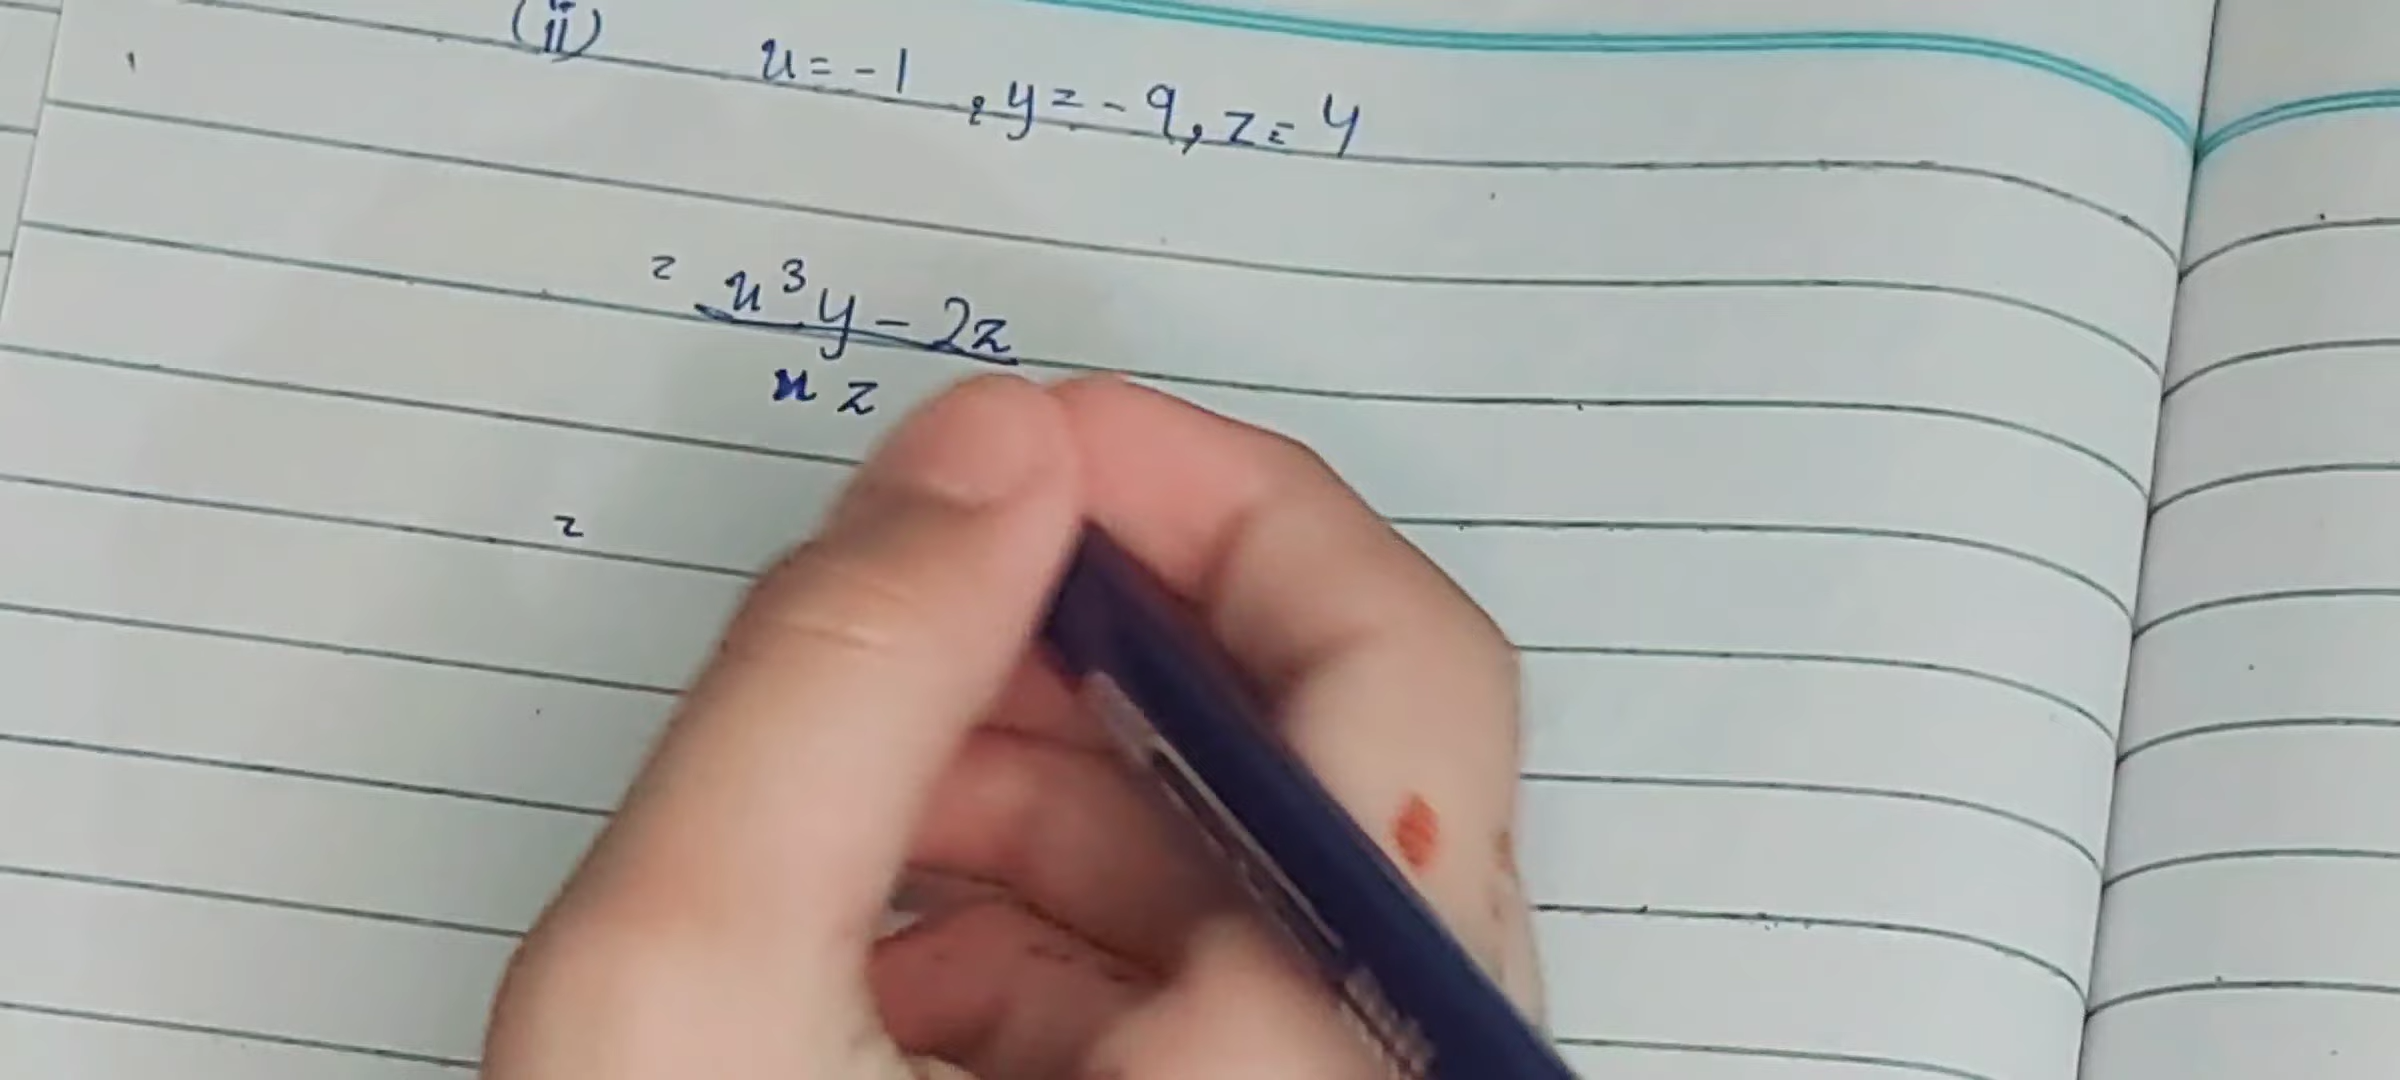 (ii) x = -1 , y = -9, z = 4
= x³y - 2z
xz
=